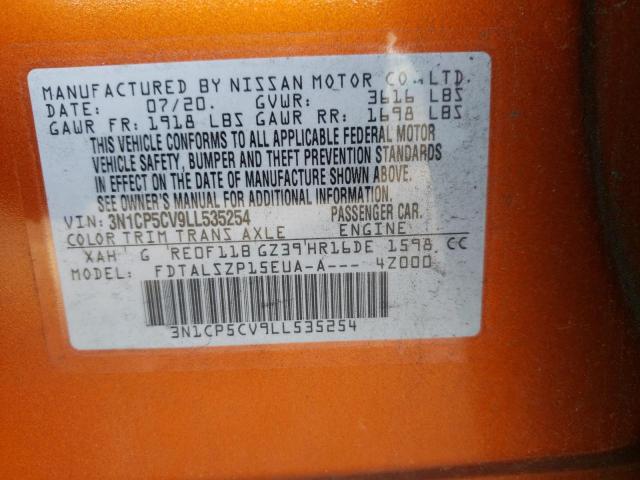 MANUFACTURED BY NISSAN MOTOR CO., LTD.
DATE: 07/20. GVWR: 3616 LBS
GAWR FR: 1918 LBS GAWR RR: 1698 LBS
THIS VEHICLE CONFORMS TO ALL APPLICABLE FEDERAL MOTOR
VEHICLE SAFETY, BUMPER AND THEFT PREVENTION STANDARDS
IN EFFECT ON THE DATE OF MANUFACTURE SHOWN ABOVE.
SEE OWNER'S MANUAL FOR ADDITIONAL INFORMATION.
VIN: 3N1CP5CV9LL535254 PASSENGER CAR.
COLOR TRIM TRANS AXLE ENGINE
XAH G RE0F11B GZ39HR16DE 1598 CC
MODEL: FDTALSZP15EUA-A--- 4Z000
3N1CP5CV9LL535254